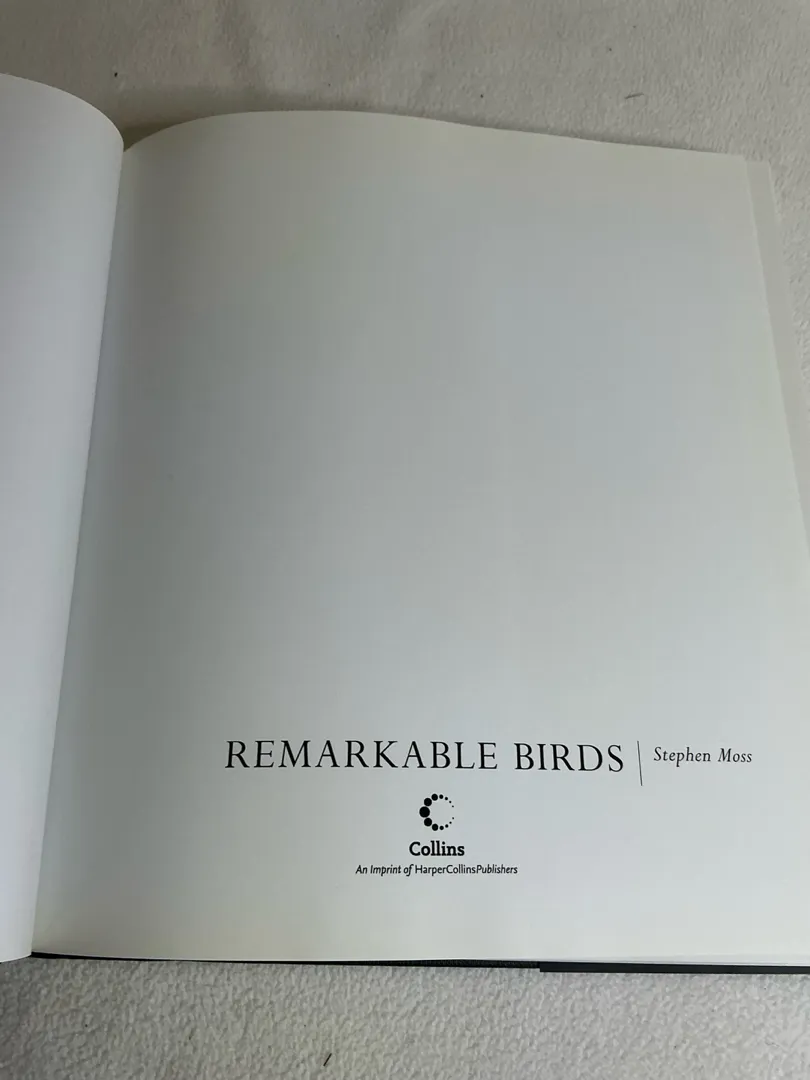 REMARKABLE BIRDS | Stephen Moss
Collins
An Imprint of HarperCollinsPublishers